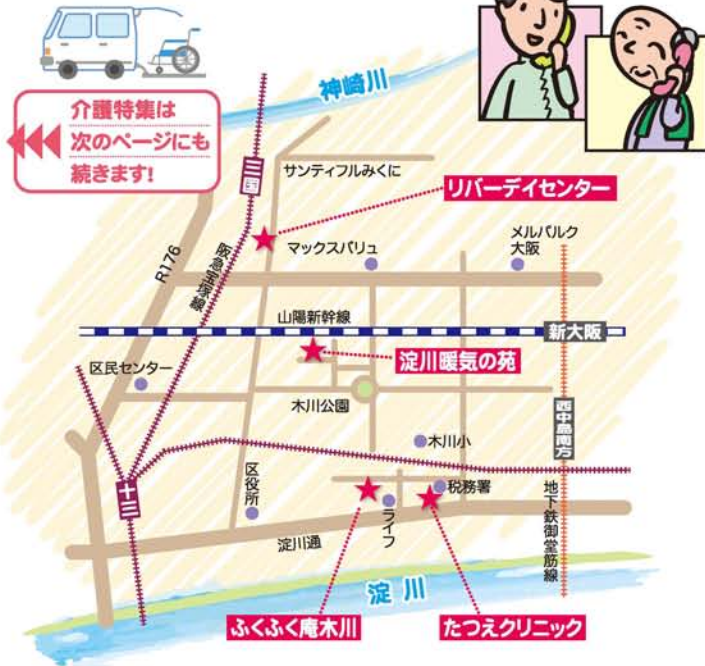 介護特集は
次のページにも
続きます!
神崎川
三国
サンティフルみくに
リバーデイセンター
R176
阪急宝塚線
マックスバリュ
メルパルク
大阪
山陽新幹線
新大阪
区民センター
淀川暖気の苑
木川公園
西中島南方
木川小
十三
区役所
税務署
ライフ
地下鉄御堂筋線
淀川通
淀川
ふくふく庵木川
たつえクリニック